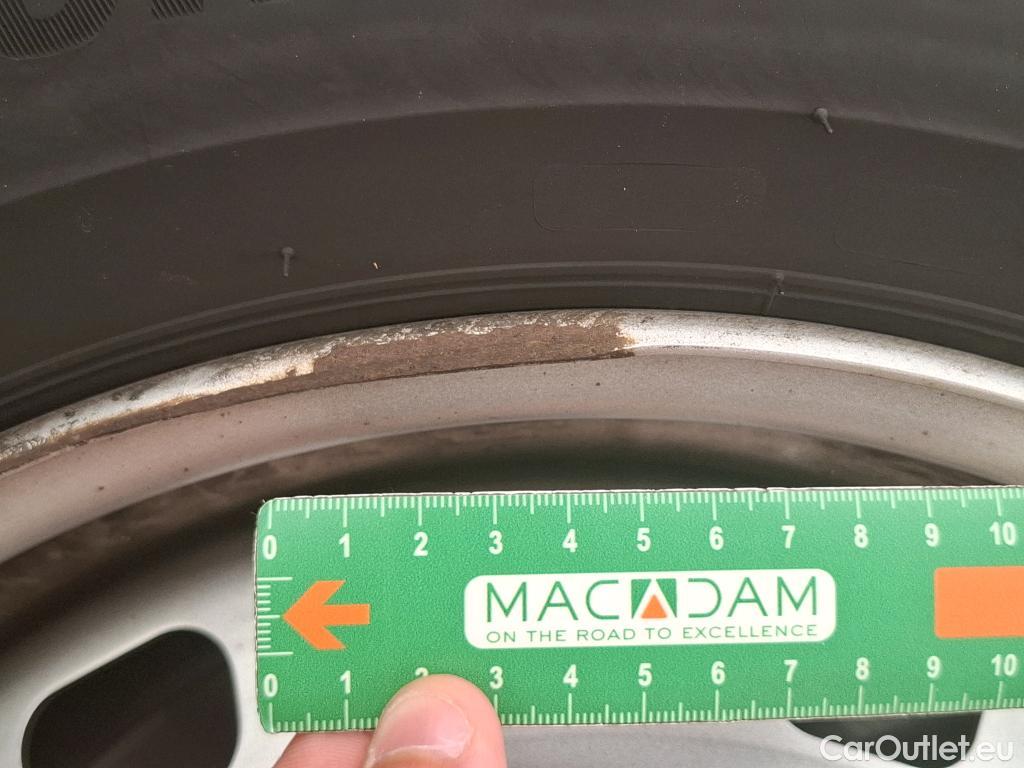 0 1 2 3 4 5 6 7 8 9 10
MACADAM
ON THE ROAD TO EXCELLENCE
0 1 2 3 4 5 6 7 8 9 10
CarOutlet.eu